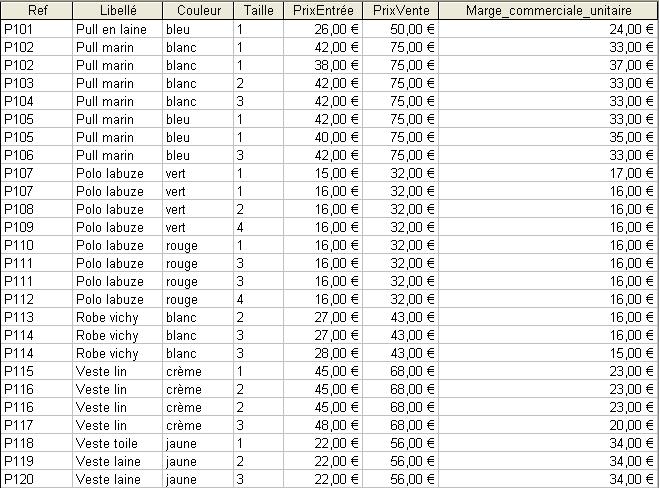 Ref Libellé Couleur Taille PrixEntrée PrixVente Marge_commerciale_unitaire
P101 Pull en laine bleu 1 26,00 € 50,00 € 24,00 €
P102 Pull marin blanc 1 42,00 € 75,00 € 33,00 €
P102 Pull marin blanc 1 38,00 € 75,00 € 37,00 €
P103 Pull marin blanc 2 42,00 € 75,00 € 33,00 €
P104 Pull marin blanc 3 42,00 € 75,00 € 33,00 €
P105 Pull marin bleu 1 42,00 € 75,00 € 33,00 €
P105 Pull marin bleu 1 40,00 € 75,00 € 35,00 €
P106 Pull marin bleu 3 42,00 € 75,00 € 33,00 €
P107 Polo labuze vert 1 15,00 € 32,00 € 17,00 €
P107 Polo labuze vert 1 16,00 € 32,00 € 16,00 €
P108 Polo labuze vert 2 16,00 € 32,00 € 16,00 €
P109 Polo labuze vert 4 16,00 € 32,00 € 16,00 €
P110 Polo labuze rouge 1 16,00 € 32,00 € 16,00 €
P111 Polo labuze rouge 3 16,00 € 32,00 € 16,00 €
P111 Polo labuze rouge 3 16,00 € 32,00 € 16,00 €
P112 Polo labuze rouge 4 16,00 € 32,00 € 16,00 €
P113 Robe vichy blanc 2 27,00 € 43,00 € 16,00 €
P114 Robe vichy blanc 3 27,00 € 43,00 € 16,00 €
P114 Robe vichy blanc 3 28,00 € 43,00 € 15,00 €
P115 Veste lin crème 1 45,00 € 68,00 € 23,00 €
P116 Veste lin crème 2 45,00 € 68,00 € 23,00 €
P116 Veste lin crème 2 45,00 € 68,00 € 23,00 €
P117 Veste lin crème 3 48,00 € 68,00 € 20,00 €
P118 Veste toile jaune 1 22,00 € 56,00 € 34,00 €
P119 Veste laine jaune 2 22,00 € 56,00 € 34,00 €
P120 Veste laine jaune 3 22,00 € 56,00 € 34,00 €